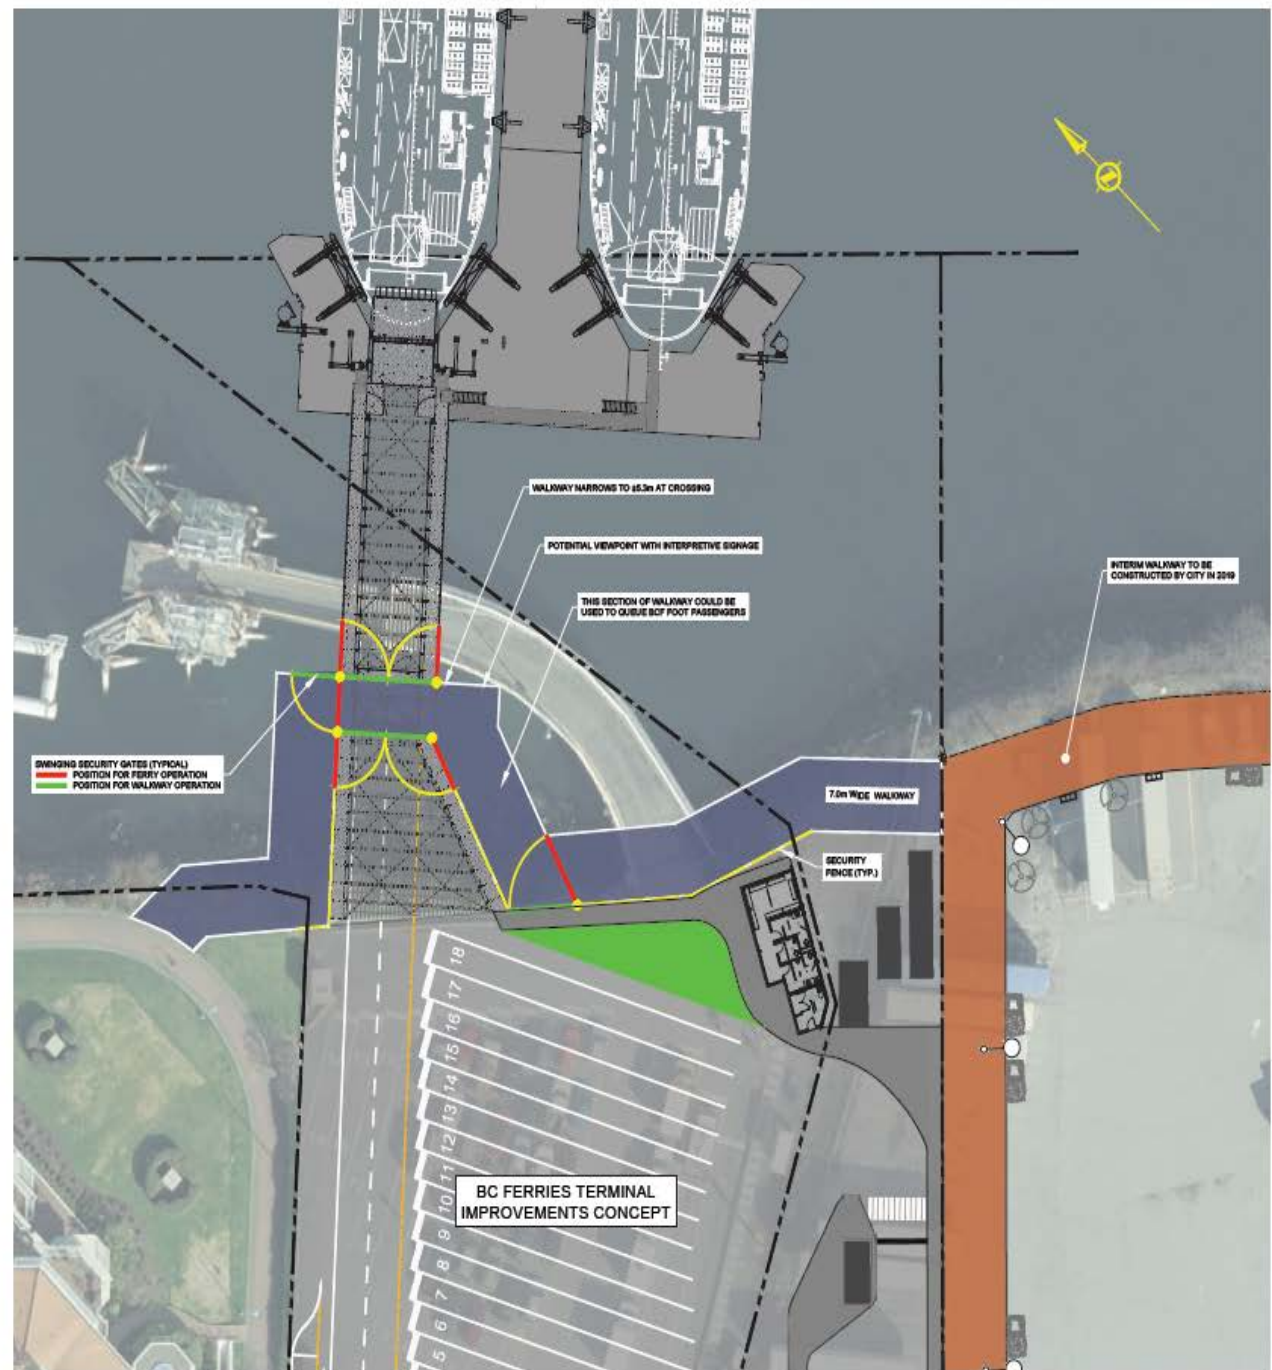 WALKWAY NARROWS TO ±5.3m AT CROSSING
POTENTIAL VIEWPOINT WITH INTERPRETIVE SIGNAGE
INTERIM WALKWAY TO BE
CONSTRUCTED BY CITY IN 2019
THIS SECTION OF WALKWAY COULD BE
USED TO QUEUE BCF FOOT PASSENGERS
SWINGING SECURITY GATES (TYPICAL)
POSITION FOR FERRY OPERATION
POSITION FOR WALKWAY OPERATION
7.0m WIDE WALKWAY
SECURITY
FENCE (TYP.)
18
17
16
15
14
13
12
11
10
9
8
7
6
5
BC FERRIES TERMINAL
IMPROVEMENTS CONCEPT